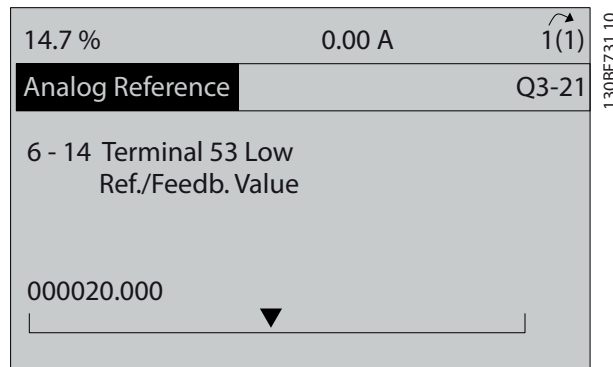 14.7 % 0.00 A 1(1)
Analog Reference Q3-21
6 - 14 Terminal 53 Low
Ref./Feedb. Value
000020.000
130BF731.10